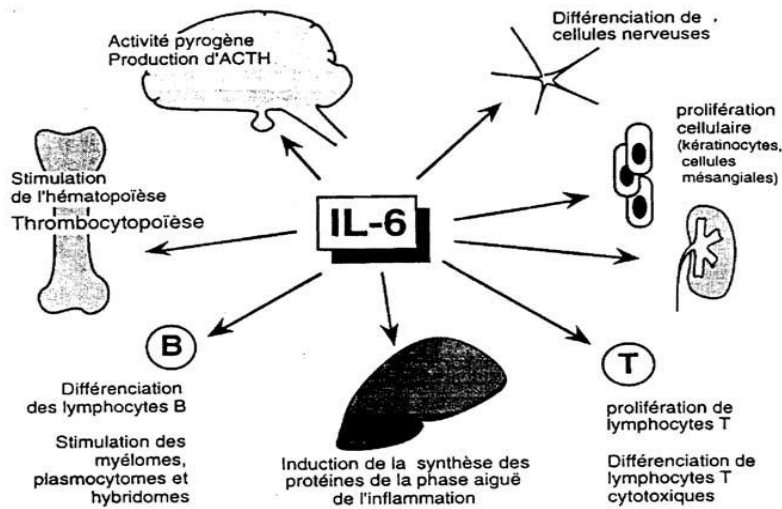 Activité pyrogène
Production d'ACTH
Différenciation de
cellules nerveuses
prolifération
cellulaire
(kératinocytes,
cellules
mésangiales)
Stimulation
de l'hématopoïèse
Thrombocytopoïèse
IL-6
B
Différenciation
des lymphocytes B
Stimulation des
myélomes,
plasmocytomes et
hybridomes
Induction de la synthèse des
protéines de la phase aiguë
de l'inflammation
T
prolifération de
lymphocytes T
Différenciation de
lymphocytes T
cytotoxiques